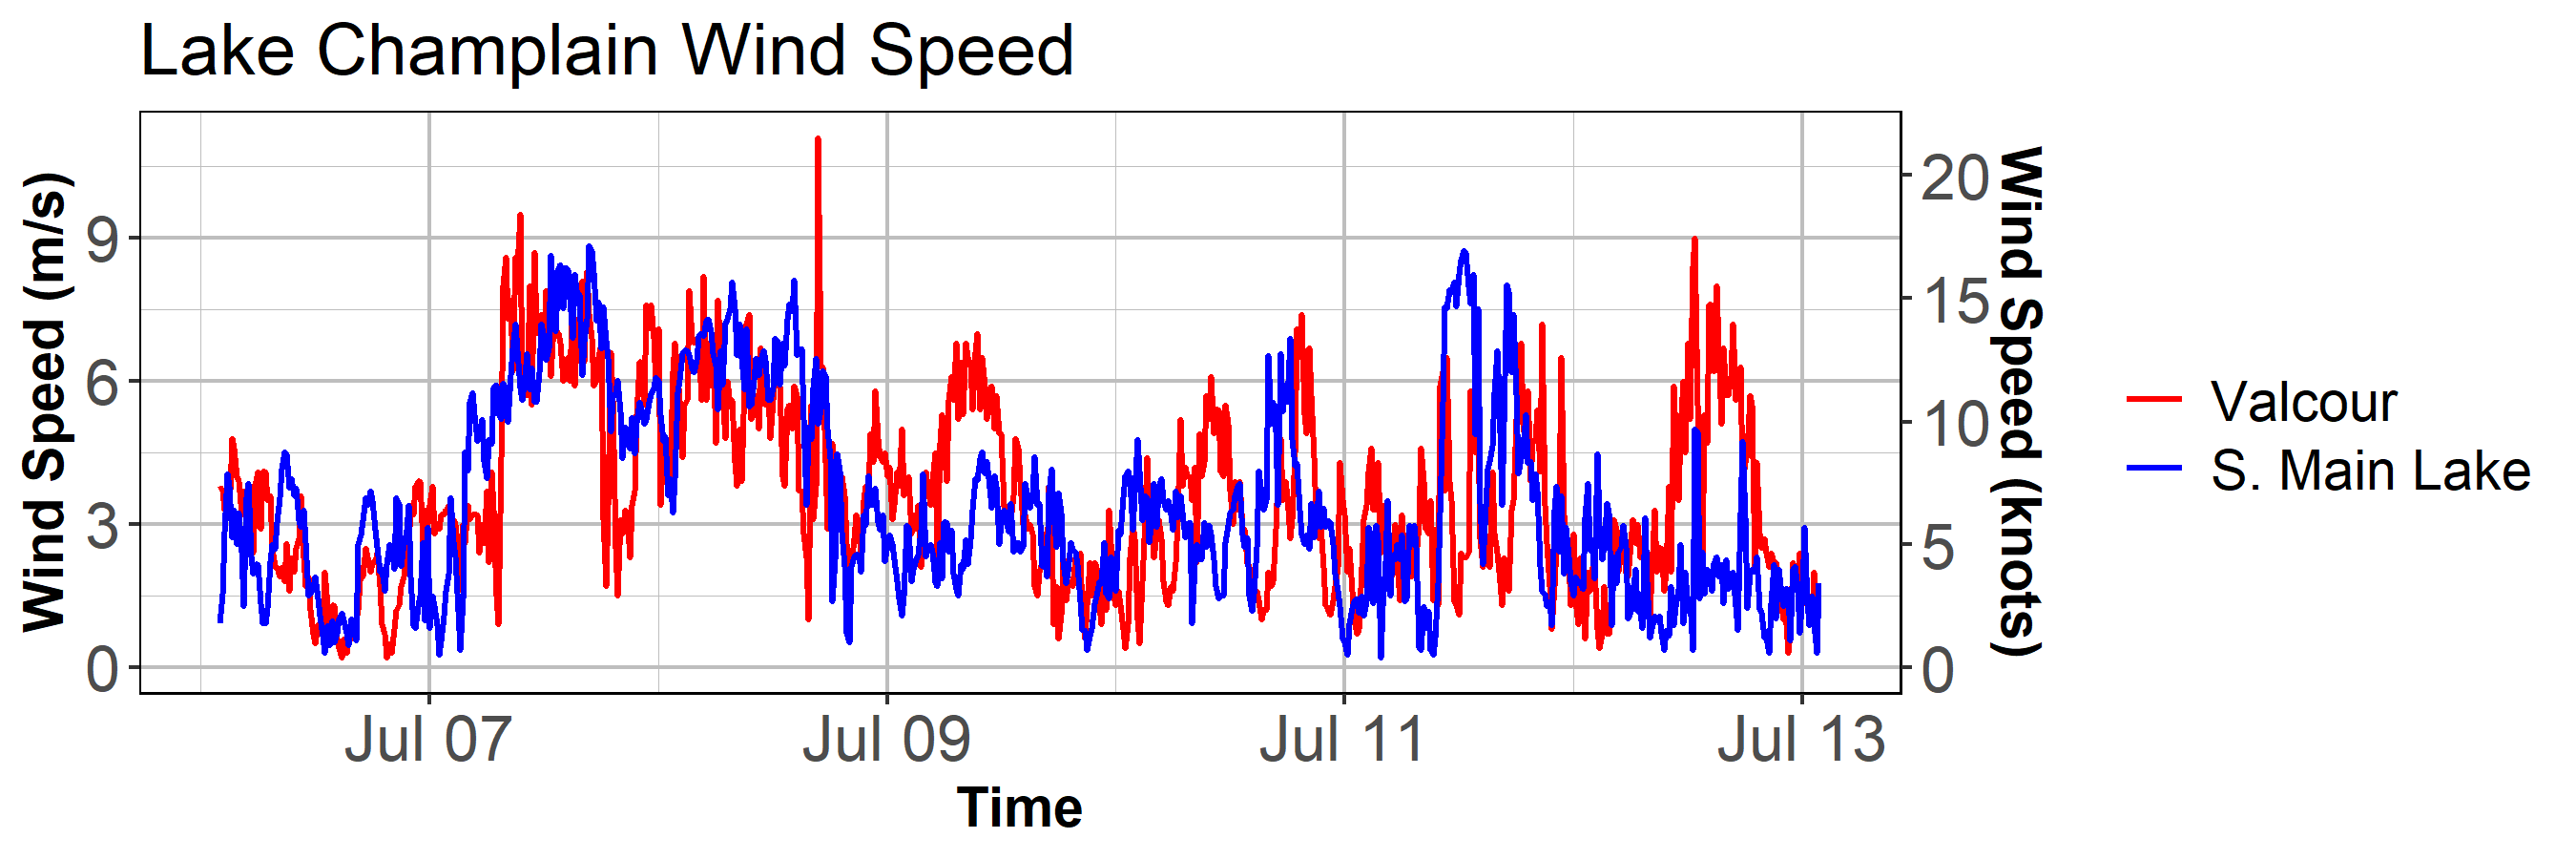 Lake Champlain Wind Speed
Wind Speed (m/s)
9
6
3
0
20
15
10
5
0
Wind Speed (knots)
Jul 07
Jul 09
Jul 11
Jul 13
Time
Valcour
S. Main Lake